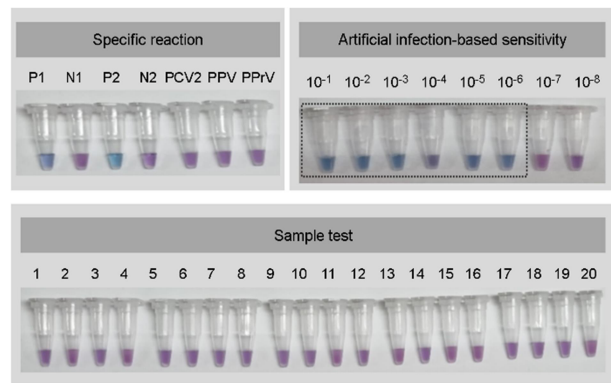 Specific reaction
P1 N1 P2 N2 PCV2 PPV PPrV
Artificial infection-based sensitivity
10-1 10-2 10-3 10-4 10-5 10-6 10-7 10-8
Sample test
1 2 3 4 5 6 7 8 9 10 11 12 13 14 15 16 17 18 19 20